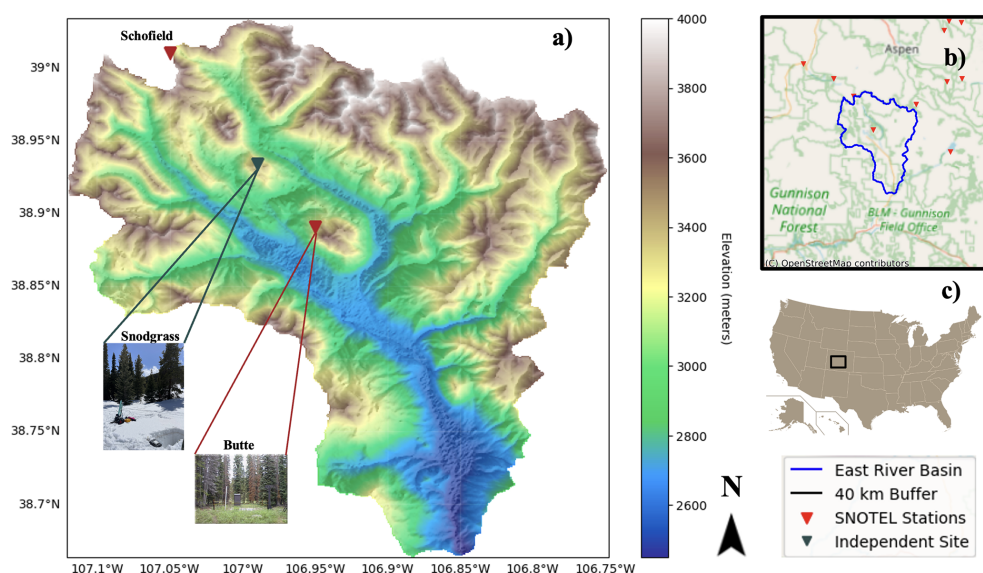 Schofield
a)
39°N
38.95°N
38.9°N
38.85°N
38.8°N
38.75°N
38.7°N
Snodgrass
Butte
107.1°W
107.05°W
107°W
106.95°W
106.9°W
106.85°W
106.8°W
106.75°W
4000
3800
3600
3400
3200
3000
2800
2600
Elevation (meters)
b)
Aspen
Gunnison
National
Forest
BLM - Gunnison
Field Office
(C) OpenStreetMap contributors
c)
N
East River Basin
40 km Buffer
SNOTEL Stations
Independent Site